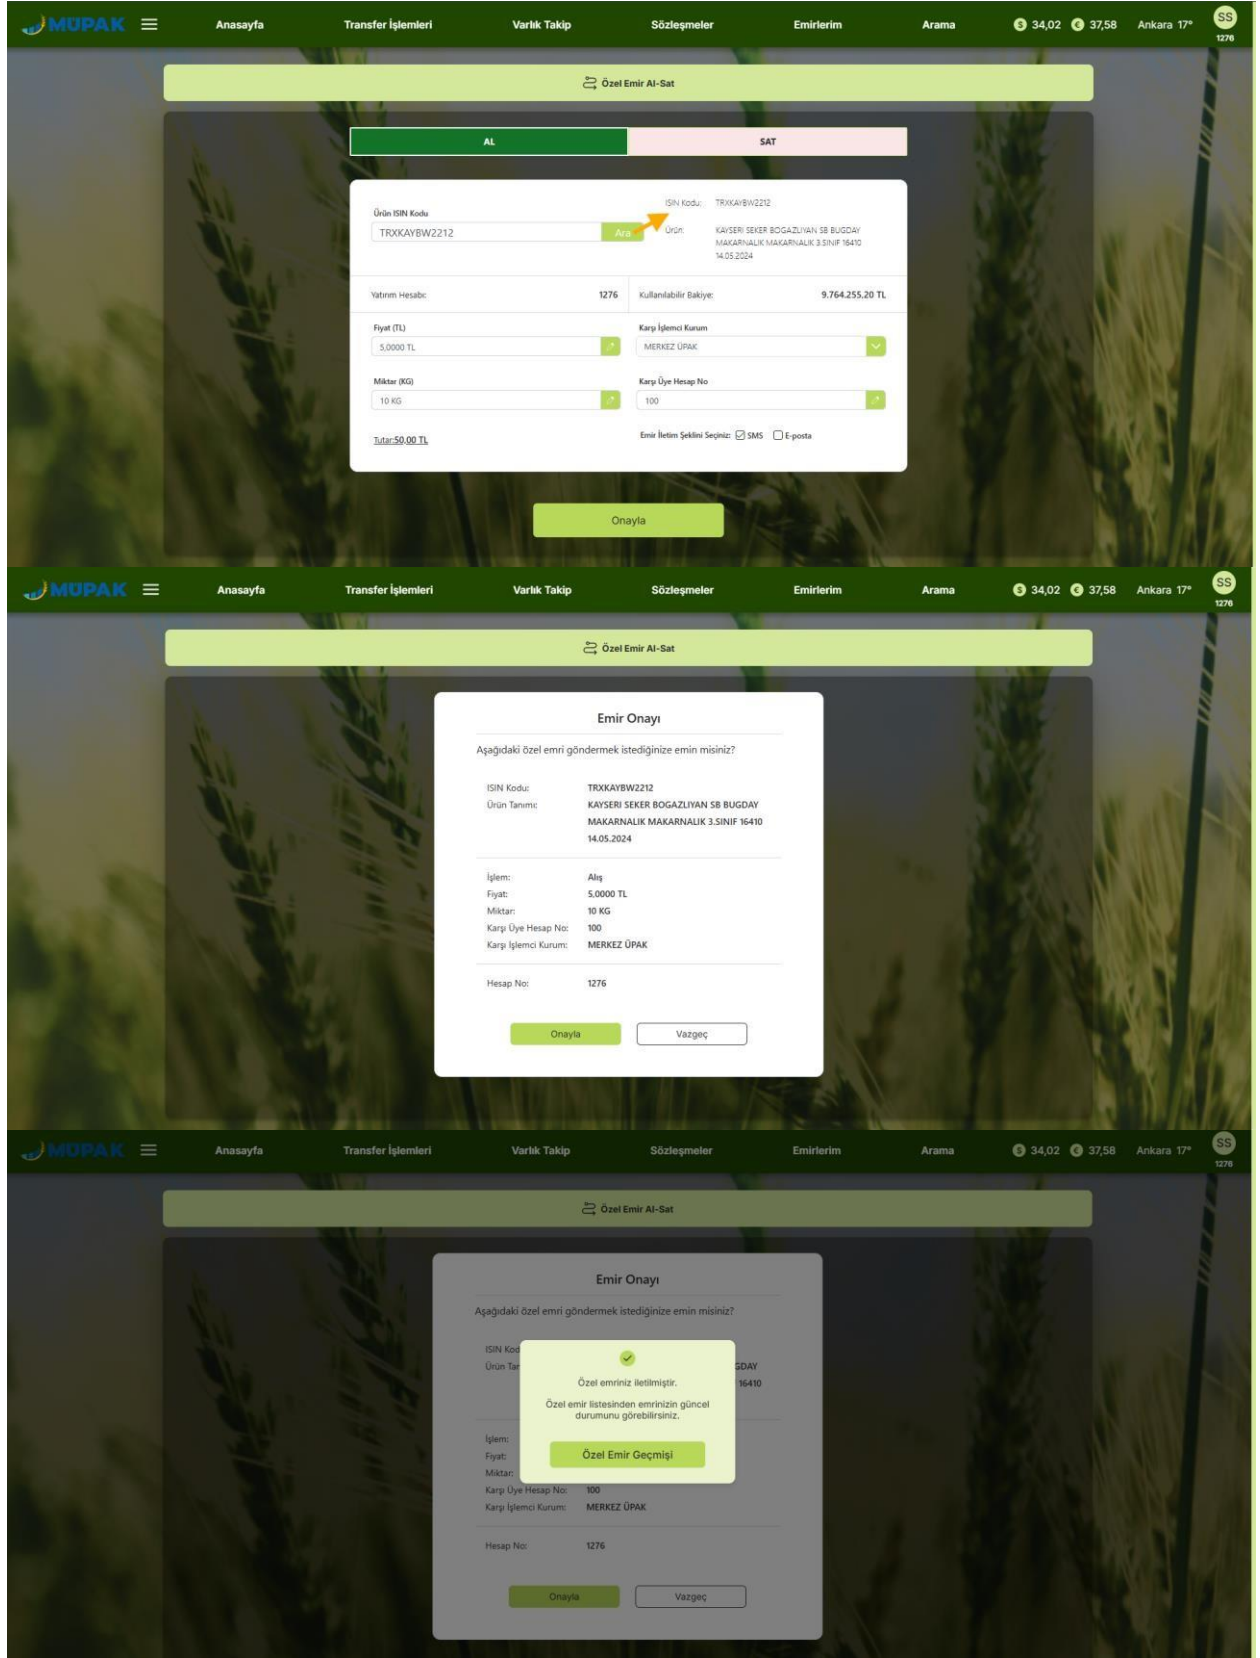 MÜPAK Anasayfa Transfer İşlemleri Varlık Takip Sözleşmeler Emirlerim Arama $ 34,02 € 37,58 Ankara 17° SS
1276
Özel Emir Al-Sat
AL SAT
Ürün ISIN Kodu
TRXKAYBW2212 Ara
ISIN Kodu: TRXKAYBW2212
Ürün: KAYSERI SEKER BOGAZLIYAN SB BUGDAY
MAKARNALIK MAKARNALIK 3.SINIF 16410
14.05.2024
Yatırım Hesabı: 1276 Kullanılabilir Bakiye: 9.764.255,20 TL
Fiyat (TL) Karşı İşlemci Kurum
5,0000 TL MERKEZ ÜPAK
Miktar (KG) Karşı Üye Hesap No
10 KG 100
Tutar:50,00 TL Emir İletim Şeklini Seçiniz: SMS E-posta
Onayla
MÜPAK Anasayfa Transfer İşlemleri Varlık Takip Sözleşmeler Emirlerim Arama $ 34,02 € 37,58 Ankara 17° SS
1276
Özel Emir Al-Sat
Emir Onayı
Aşağıdaki özel emri göndermek istediğinize emin misiniz?
ISIN Kodu: TRXKAYBW2212
Ürün Tanımı: KAYSERI SEKER BOGAZLIYAN SB BUGDAY
MAKARNALIK MAKARNALIK 3.SINIF 16410
14.05.2024
İşlem: Alış
Fiyat: 5,0000 TL
Miktar: 10 KG
Karşı Üye Hesap No: 100
Karşı İşlemci Kurum: MERKEZ ÜPAK
Hesap No: 1276
Onayla Vazgeç
MÜPAK Anasayfa Transfer İşlemleri Varlık Takip Sözleşmeler Emirlerim Arama $ 34,02 € 37,58 Ankara 17° SS
1276
Özel Emir Al-Sat
Emir Onayı
Aşağıdaki özel emri göndermek istediğinize emin misiniz?
ISIN Kod
Ürün Tar UGDAY
16410
Özel emriniz iletilmiştir.
Özel emir listesinden emrinizin güncel
durumunu görebilirsiniz.
Özel Emir Geçmişi
İşlem:
Fiyat:
Miktar:
Karşı Üye Hesap No: 100
Karşı İşlemci Kurum: MERKEZ ÜPAK
Hesap No: 1276
Onayla Vazgeç